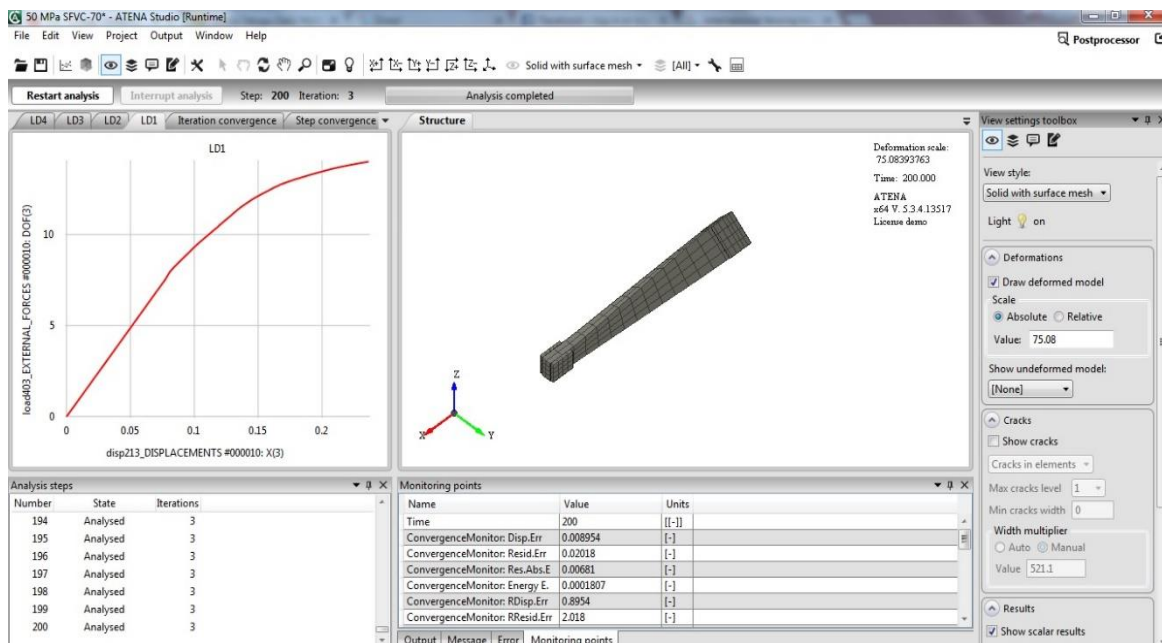 50 MPa SFVC-70* - ATENA Studio [Runtime]
File Edit View Project Output Window Help
Postprocessor
Solid with surface mesh [All]
Restart analysis Interrupt analysis Step: 200 Iteration: 3 Analysis completed
LD4 LD3 LD2 LD1 Iteration convergence Step convergence
LD1
load403_EXTERNAL_FORCES #000010: DOF(3)
10
5
0
0 0.05 0.1 0.15 0.2
disp213_DISPLACEMENTS #000010: X(3)
Structure
Deformation scale:
75.08393763
Time: 200.000
ATENA
x64 V. 5.3.4.13517
License demo
Z
X Y
View settings toolbox
View style:
Solid with surface mesh
Light on
Deformations
Draw deformed model
Scale
Absolute Relative
Value: 75.08
Show undeformed model:
[None]
Cracks
Show cracks
Cracks in elements
Max cracks level 1
Min cracks width 0
Width multiplier
Auto Manual
Value 521.1
Results
Show scalar results
Analysis steps
Number State Iterations
194 Analysed 3
195 Analysed 3
196 Analysed 3
197 Analysed 3
198 Analysed 3
199 Analysed 3
200 Analysed 3
Monitoring points
Name Value Units
Time 200 [[-]]
ConvergenceMonitor: Disp.Err 0.008954 [-]
ConvergenceMonitor: Resid.Err 0.02018 [-]
ConvergenceMonitor: Res.Abs.E 0.00681 [-]
ConvergenceMonitor: Energy E. 0.0001807 [-]
ConvergenceMonitor: RDisp.Err 0.8954 [-]
ConvergenceMonitor: RResid.Err 2.018 [-]
Output Message Error Monitoring points